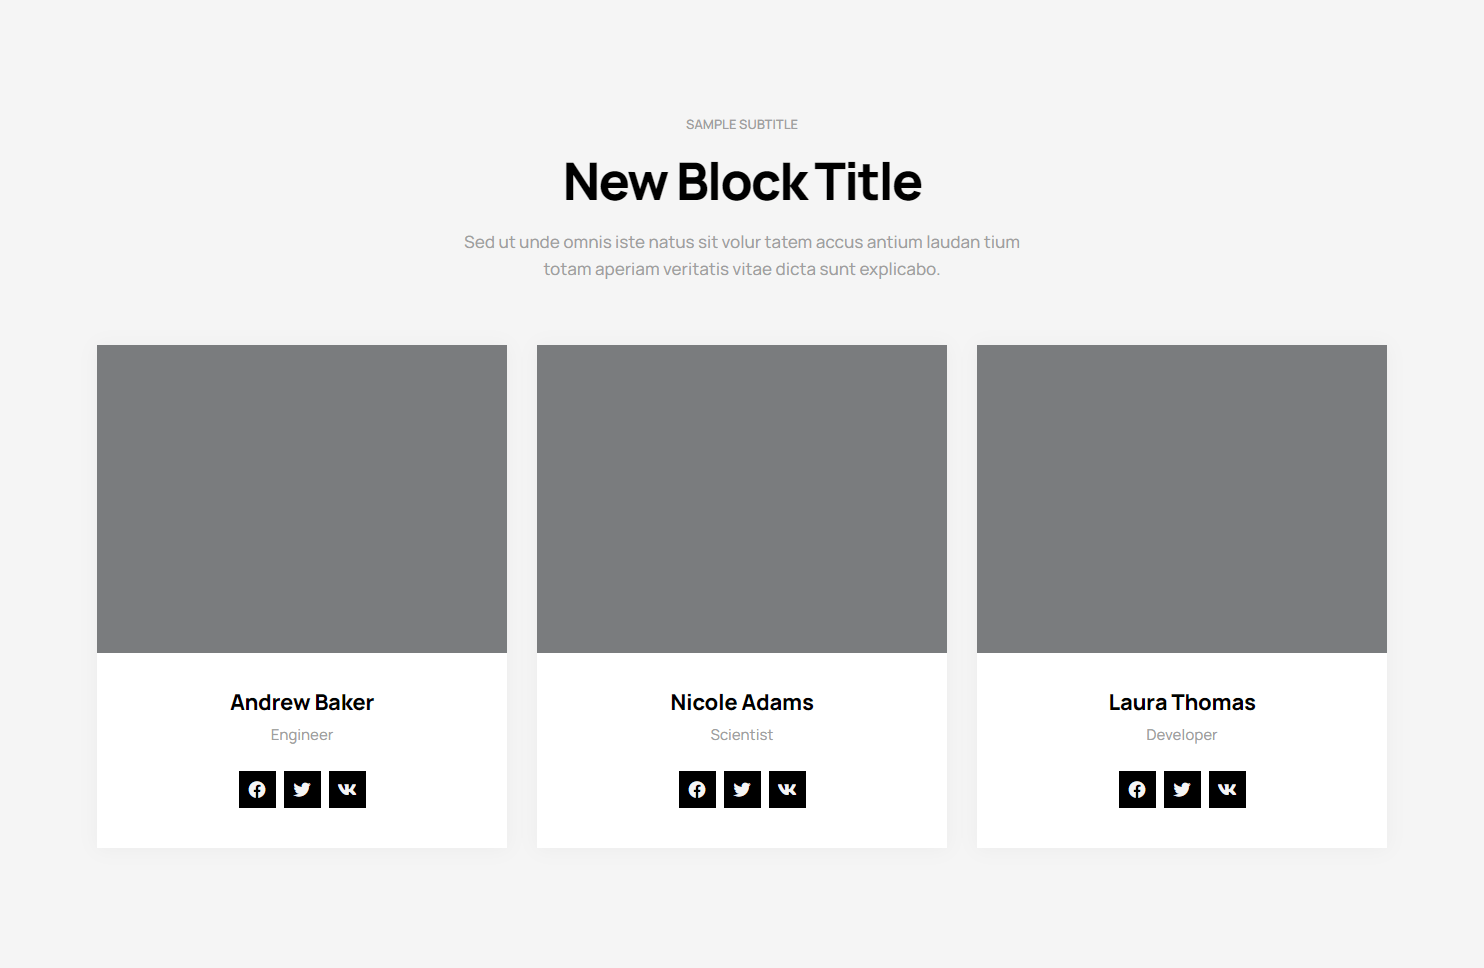 SAMPLE SUBTITLE
New Block Title
Sed ut unde omnis iste natus sit volur tatem accus antium laudan tium
totam aperiam veritatis vitae dicta sunt explicabo.
Andrew Baker
Engineer
Nicole Adams
Scientist
Laura Thomas
Developer